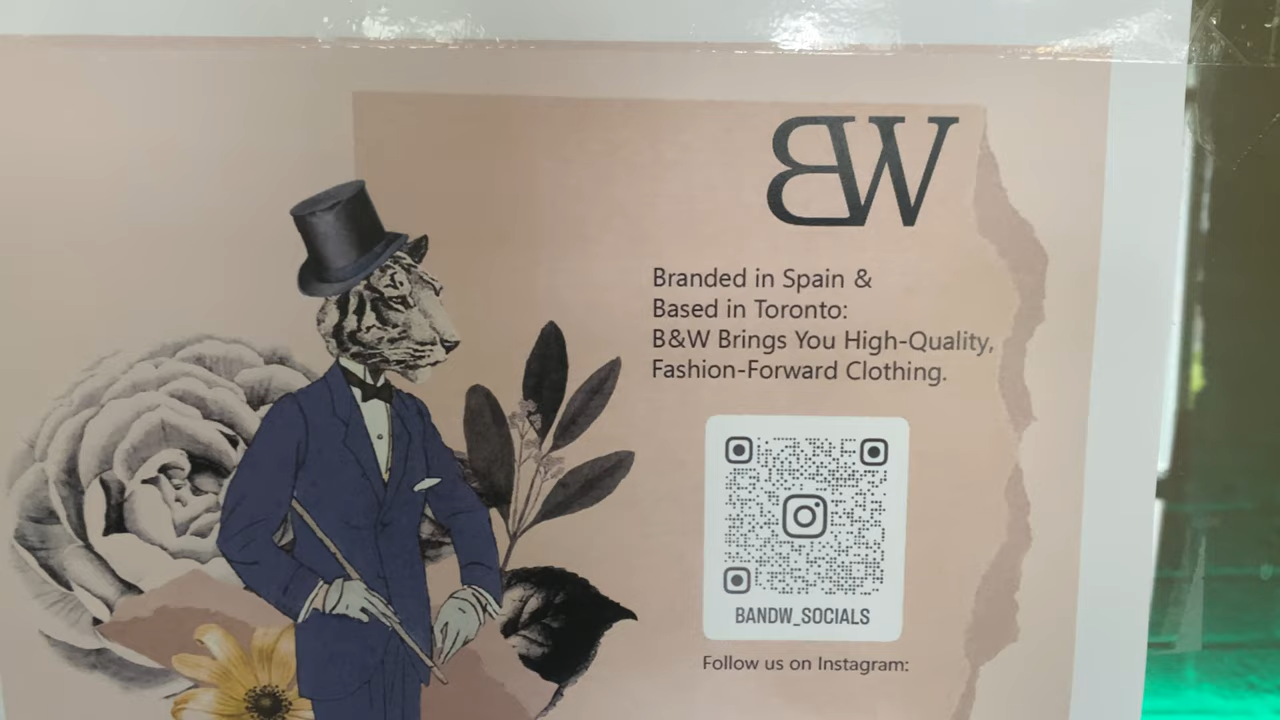 BW
Branded in Spain &
Based in Toronto:
B&W Brings You High-Quality,
Fashion-Forward Clothing.
BANDW_SOCIALS
Follow us on Instagram: